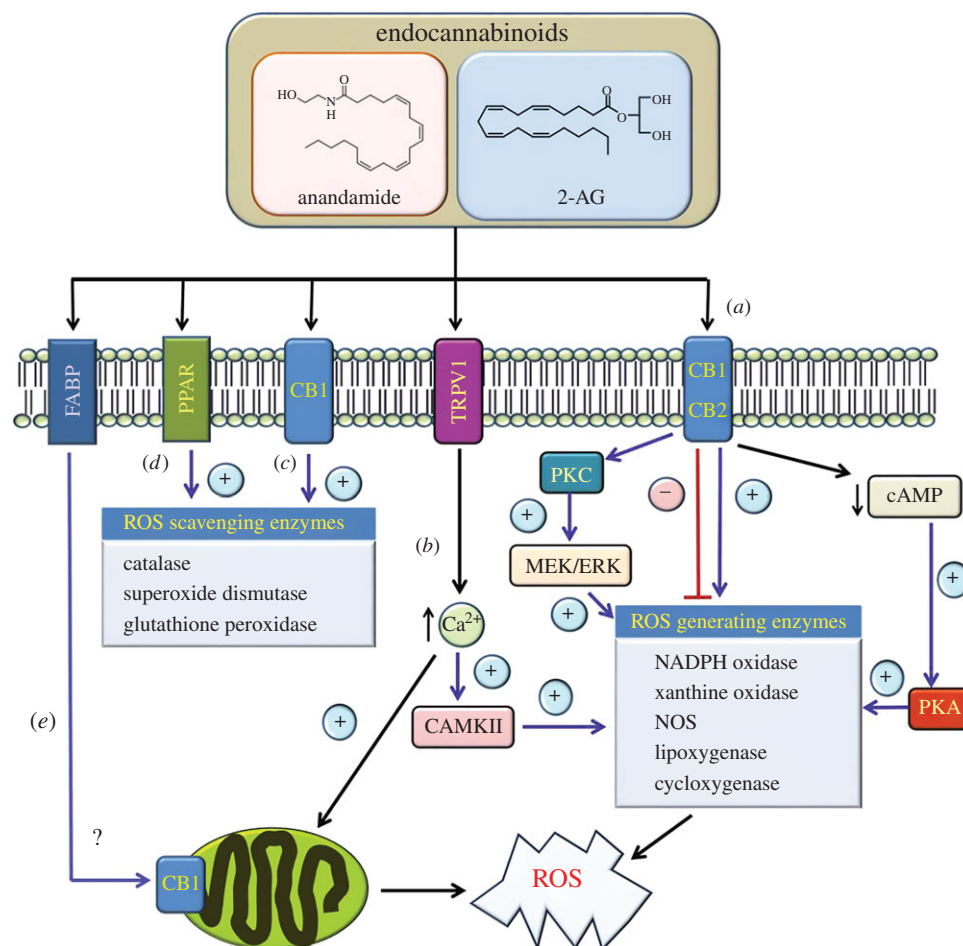 endocannabinoids
HO
N
H
O
anandamide
O
O
OH
OH
2-AG
(a)
FABP
PPAR
CB1
TRPV1
CB1
CB2
(d)
+
(c)
+
PKC
−
+
cAMP
ROS scavenging enzymes
catalase
superoxide dismutase
glutathione peroxidase
(b)
+
MEK/ERK
+
+
Ca2+
ROS generating enzymes
NADPH oxidase
xanthine oxidase
NOS
lipoxygenase
cycloxygenase
+
+
CAMKII
+
+
PKA
(e)
?
CB1
ROS